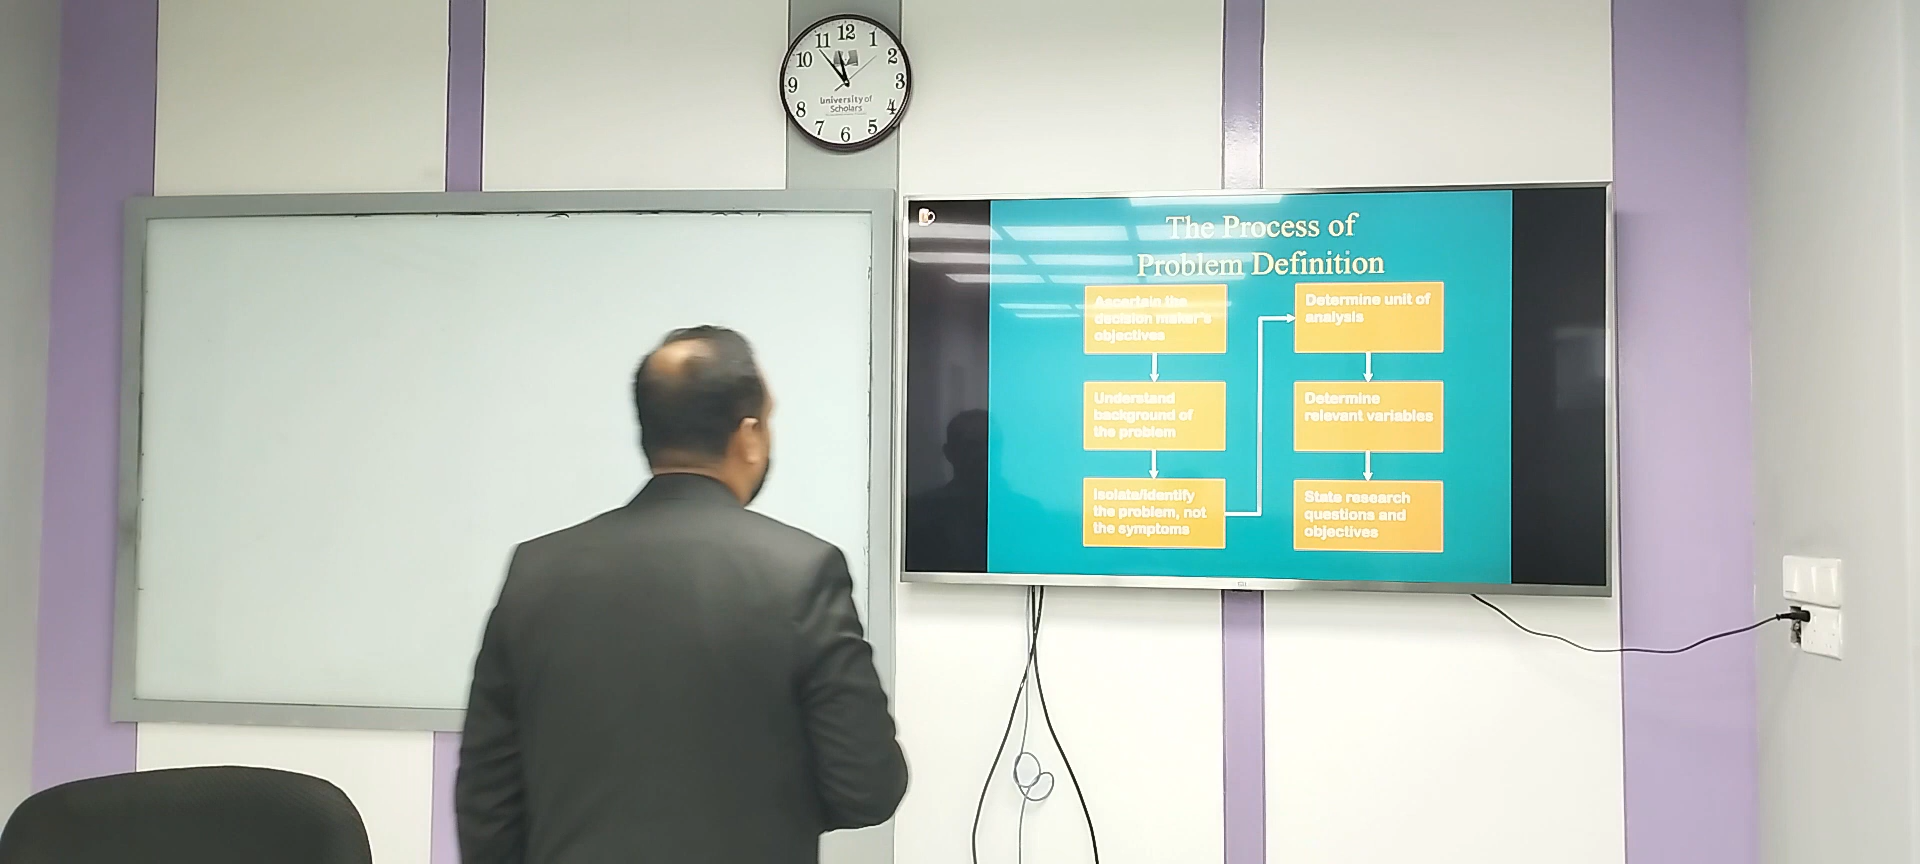 12
11
1
10
2
9
3
8
4
7
5
6
University of
Scholars
The Process of
Problem Definition
Ascertain the
decision maker's
objectives
Understand
background of
the problem
Isolate/identify
the problem, not
the symptoms
Determine unit of
analysis
Determine
relevant variables
State research
questions and
objectives